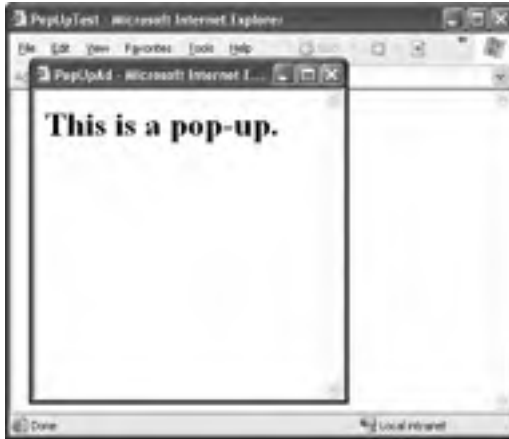 PopUpTest - Microsoft Internet Explorer
File Edit View Favorites Tools Help
PopUpAd - Microsoft Internet E...
This is a pop-up.
Done
Local intranet